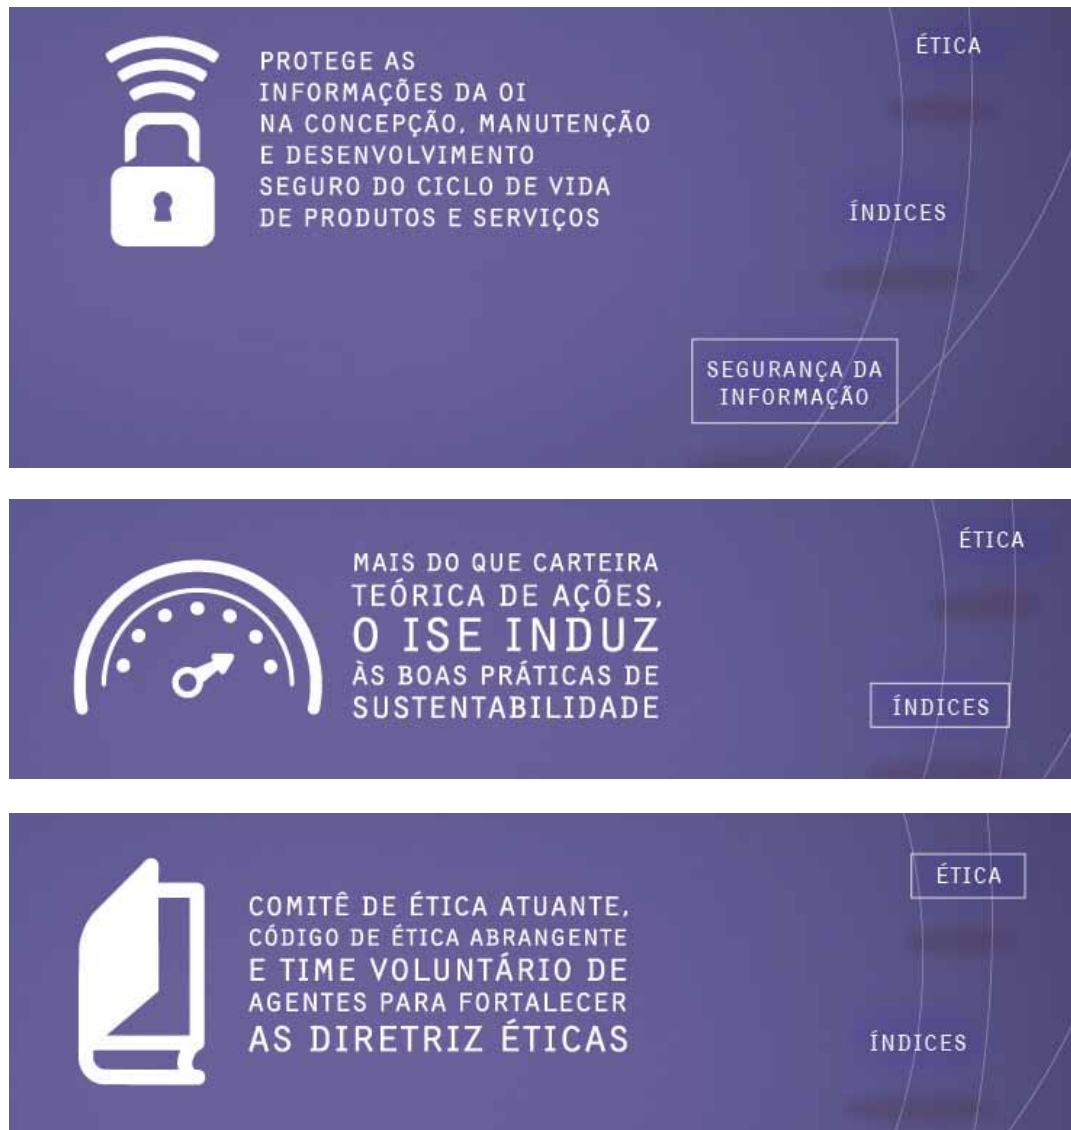 PROTEGE AS
INFORMAÇÕES DA OI
NA CONCEPÇÃO, MANUTENÇÃO
E DESENVOLVIMENTO
SEGURO DO CICLO DE VIDA
DE PRODUTOS E SERVIÇOS
ÉTICA
ÍNDICES
SEGURANÇA DA
INFORMAÇÃO
MAIS DO QUE CARTEIRA
TEÓRICA DE AÇÕES,
O ISE INDUZ
ÀS BOAS PRÁTICAS DE
SUSTENTABILIDADE
ÉTICA
ÍNDICES
COMITÊ DE ÉTICA ATUANTE,
CÓDIGO DE ÉTICA ABRANGENTE
E TIME VOLUNTÁRIO DE
AGENTES PARA FORTALECER
AS DIRETRIZ ÉTICAS
ÉTICA
ÍNDICES